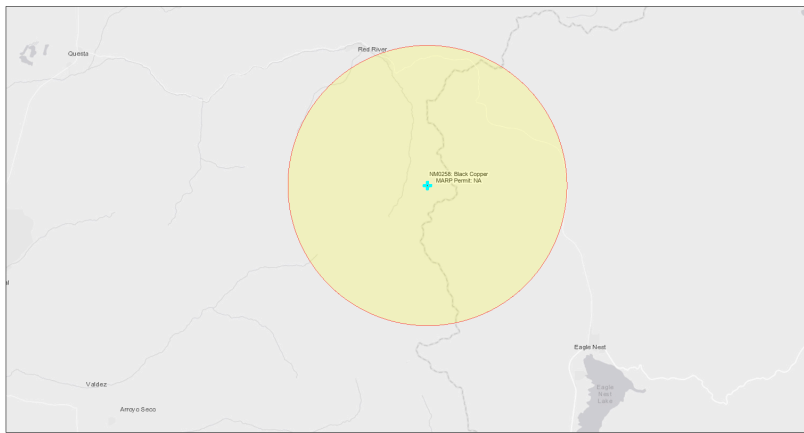 Red River
Questa
NM0258: Black Copper
MARP Permit: NA
Eagle Nest
Eagle
Nest
Lake
Valdez
Arroyo Seco